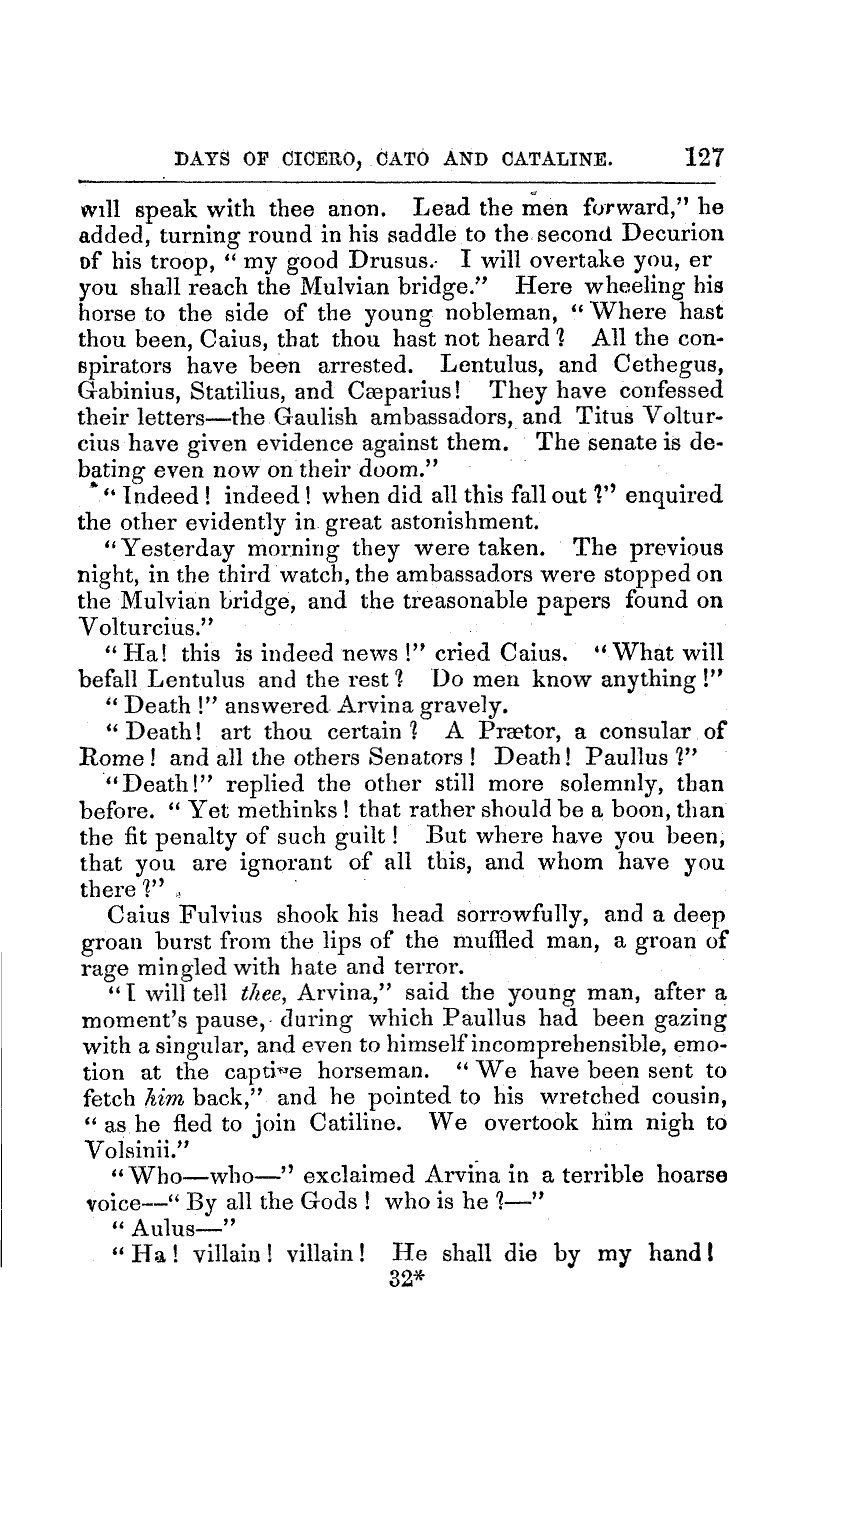 DAYS OF CICERO, CATO AND CATALINE. 127
will speak with thee anon. Lead the men forward,” he
added, turning round in his saddle to the second Decurion
of his troop, “ my good Drusus. I will overtake you, er
you shall reach the Mulvian bridge.” Here wheeling his
horse to the side of the young nobleman, “ Where hast
thou been, Caius, that thou hast not heard ? All the con-
spirators have been arrested. Lentulus, and Cethegus,
Gabinius, Statilius, and Cæparius! They have confessed
their letters—the Gaulish ambassadors, and Titus Voltur-
cius have given evidence against them. The senate is de-
bating even now on their doom.”
“ Indeed ! indeed ! when did all this fall out ?” enquired
the other evidently in great astonishment.
“Yesterday morning they were taken. The previous
night, in the third watch, the ambassadors were stopped on
the Mulvian bridge, and the treasonable papers found on
Volturcius.”
“ Ha! this is indeed news !” cried Caius. “ What will
befall Lentulus and the rest ? Do men know anything !”
“ Death !” answered Arvina gravely.
“ Death! art thou certain ? A Prætor, a consular of
Rome ! and all the others Senators ! Death! Paullus ?”
“Death!” replied the other still more solemnly, than
before. “ Yet methinks ! that rather should be a boon, than
the fit penalty of such guilt ! But where have you been,
that you are ignorant of all this, and whom have you
there ?”
Caius Fulvius shook his head sorrowfully, and a deep
groan burst from the lips of the muffled man, a groan of
rage mingled with hate and terror.
“ I will tell thee, Arvina,” said the young man, after a
moment’s pause, during which Paullus had been gazing
with a singular, and even to himself incomprehensible, emo-
tion at the captive horseman. “ We have been sent to
fetch him back,” and he pointed to his wretched cousin,
“ as he fled to join Catiline. We overtook him nigh to
Volsinii.”
“Who—who—” exclaimed Arvina in a terrible hoarse
voice—“ By all the Gods ! who is he ?—”
“ Aulus—”
“ Ha ! villain ! villain ! He shall die by my hand !
32*